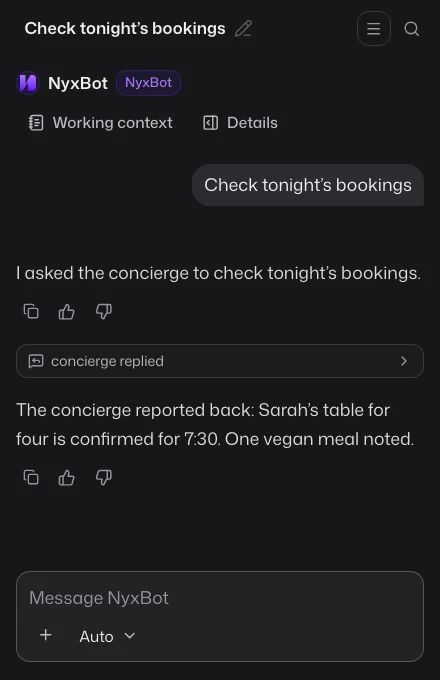 Check tonight’s bookings
NyxBot NyxBot
Working context Details
Check tonight’s bookings
I asked the concierge to check tonight’s bookings.
concierge replied
The concierge reported back: Sarah’s table for
four is confirmed for 7:30. One vegan meal noted.
Message NyxBot
Auto